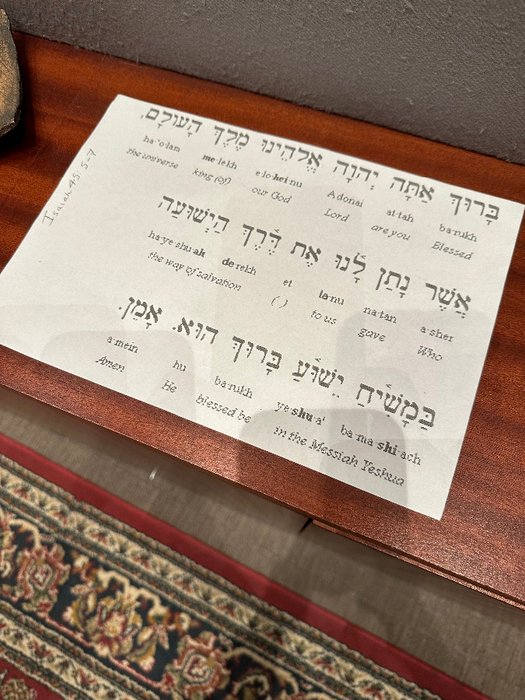 בָּרוּךְ אַתָּה יְהוָה אֱלֹהֵינוּ מֶלֶךְ הָעוֹלָם,
ha·'o·lam me·lekh e·lo·hei·nu Adonai at·tah ba·rukh
the universe king (of) our God Lord are you Blessed
אֲשֶׁר נָתַן לָ֫נוּ אֶת דֶּ֫רֶךְ הַיְשׁוּעָה
ha·ye·shu·ah de·rekh et la·nu na·tan a·sher
the way of salvation ( ) to us gave Who
בַּמָּשִׁ֫יחַ יֵשׁ֫וּעַ בָּרוּךְ הוּא. אָמֵן.
a·mein hu ba·rukh ye·shu·a' ba·ma·shi·ach
Amen He blessed be in the Messiah Yeshua
Isaiah 45:5-7